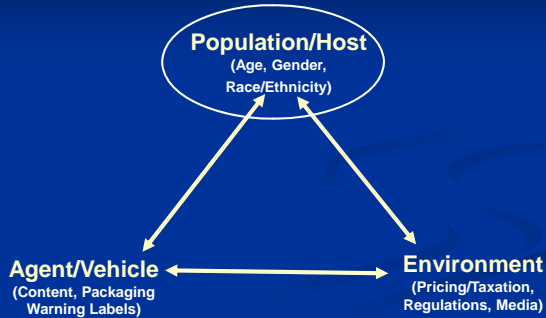 Population/Host
(Age, Gender,
Race/Ethnicity)
Agent/Vehicle
(Content, Packaging
Warning Labels)
Environment
(Pricing/Taxation,
Regulations, Media)